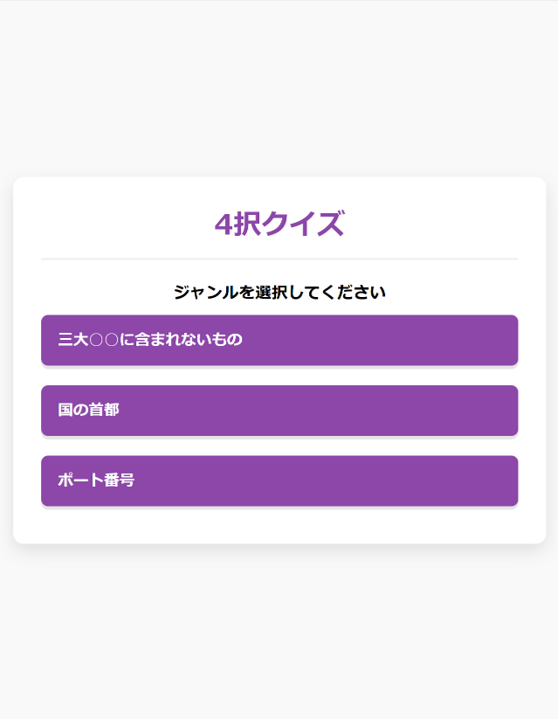 4択クイズ
ジャンルを選択してください
三大○○に含まれないもの
国の首都
ポート番号